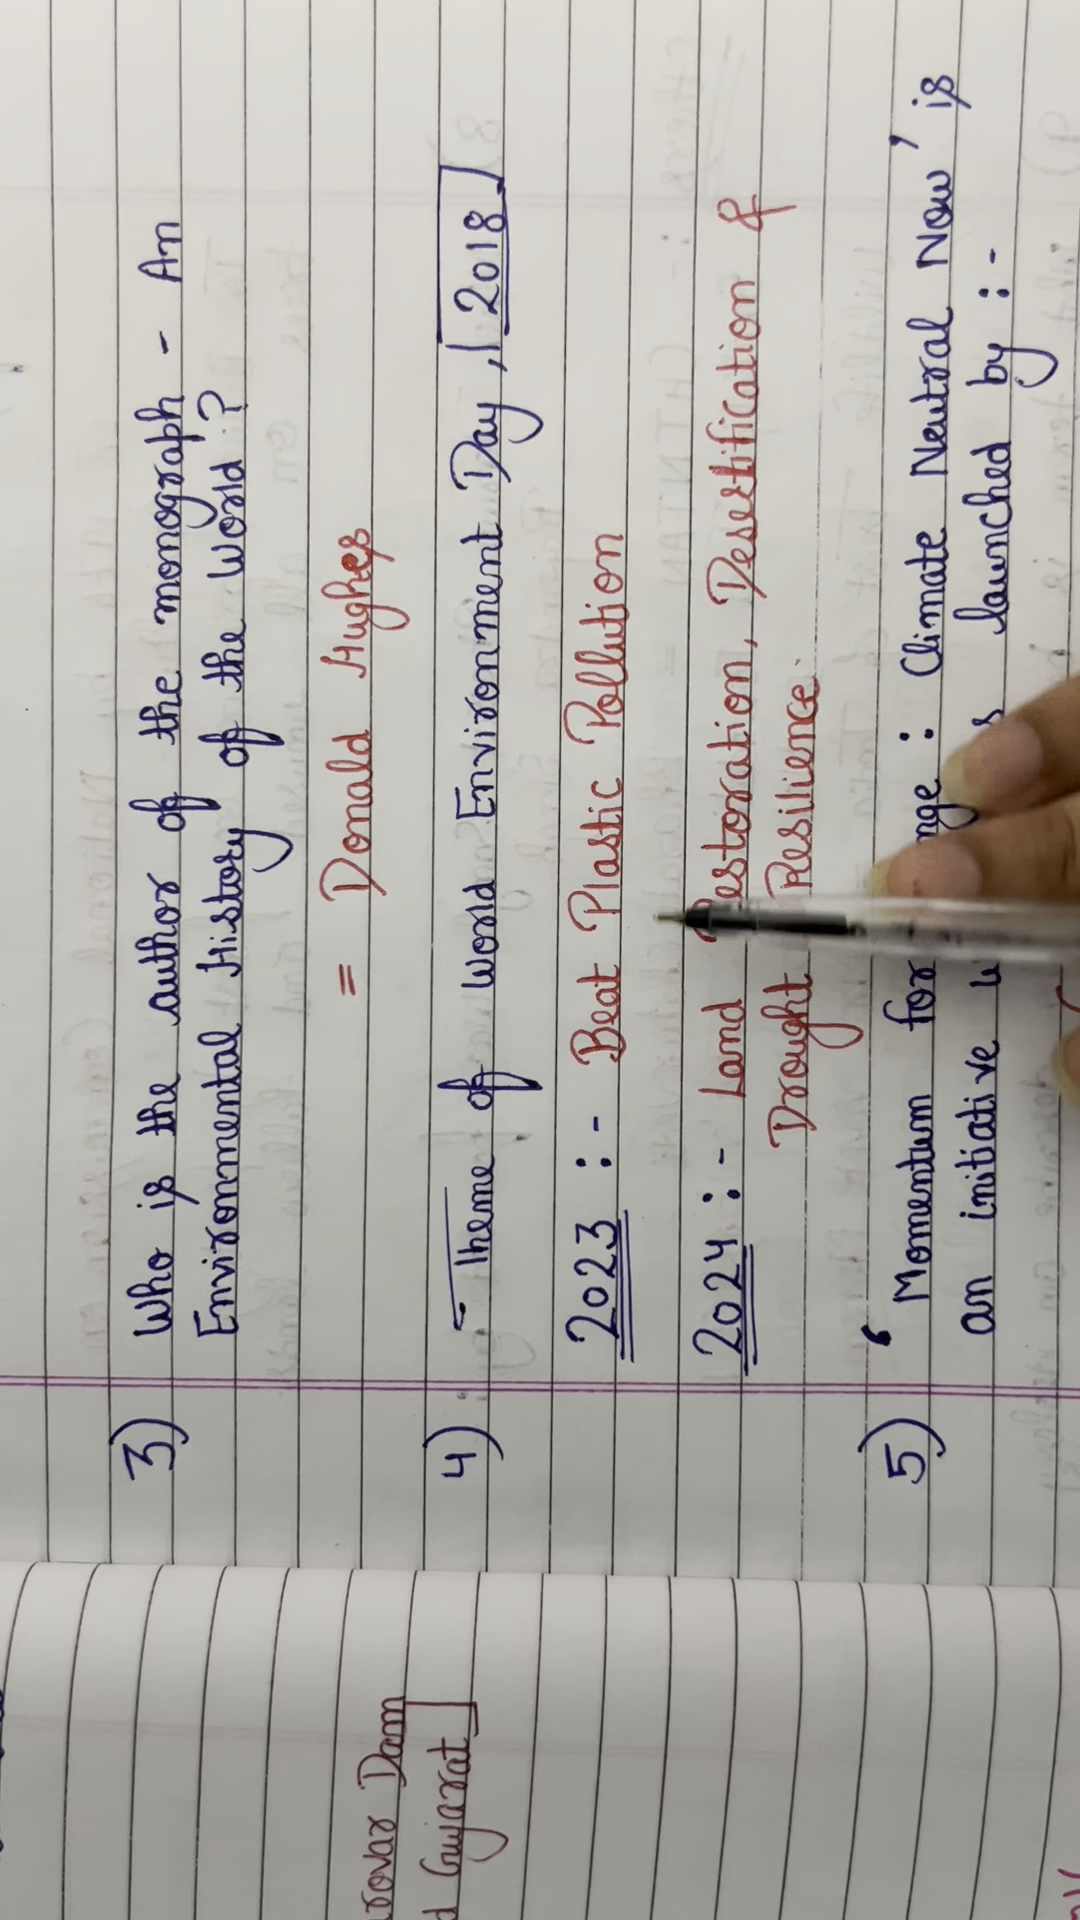 3) Who is the author of the monograph - An
Environmental History of the World?
= Donald Hughes
4) Theme of World Environment Day, 2018
2023 :- Beat Plastic Pollution
2024 :- Land Restoration, Desertification &
Drought Resilience.
5) 'Momentum for : Climate Neutral Now' is
an initiative launched by :-
Dam
Gujarat